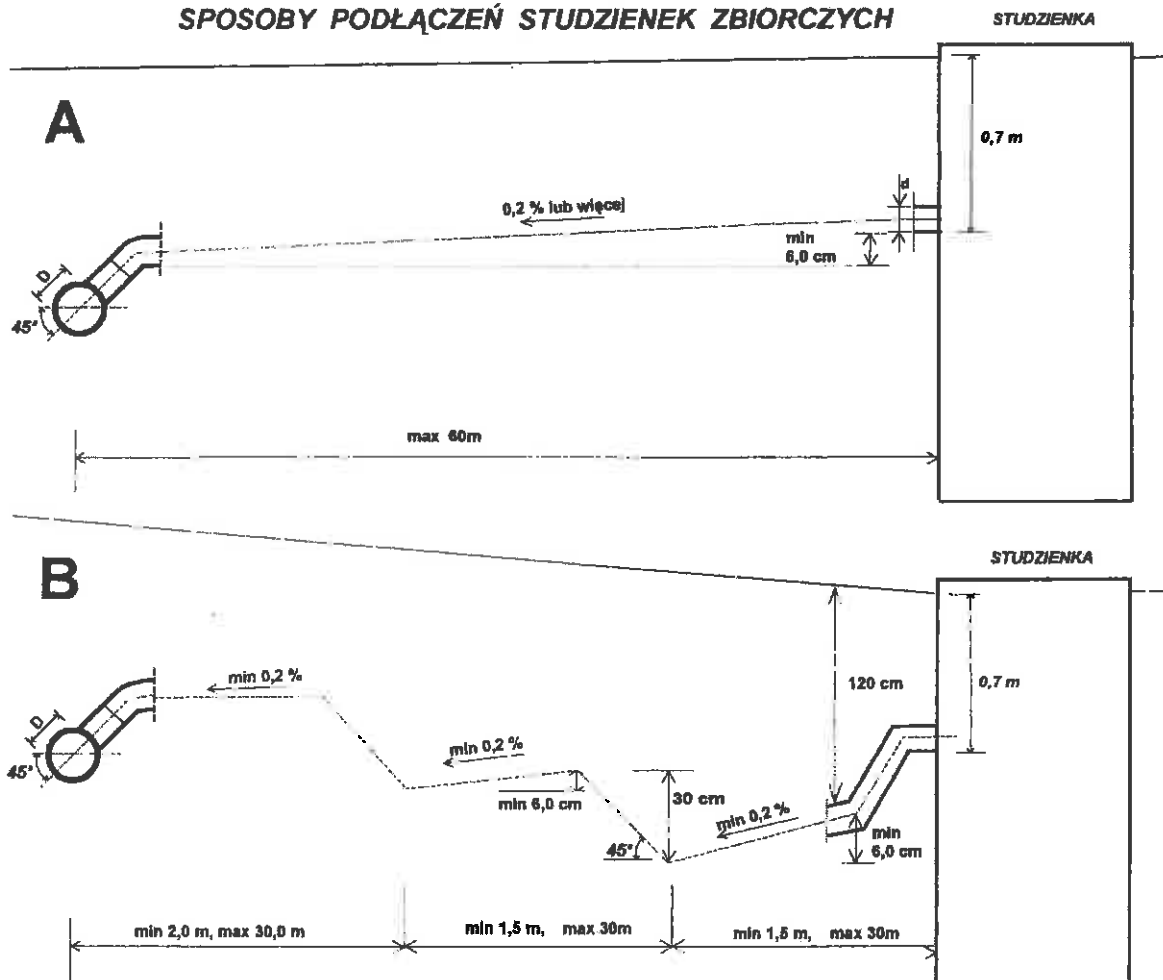 SPOSOBY PODŁĄCZEŃ STUDZIENEK ZBIORCZYCH
STUDZIENKA
A
0,7 m
d
0,2 % lub więcej
min
6,0 cm
D
45°
max 60m
B
STUDZIENKA
min 0,2 %
120 cm
0,7 m
D
min 0,2 %
45°
min 6,0 cm
30 cm
min 0,2 %
min
6,0 cm
45°
min 2,0 m, max 30,0 m
min 1,5 m, max 30m
min 1,5 m, max 30m